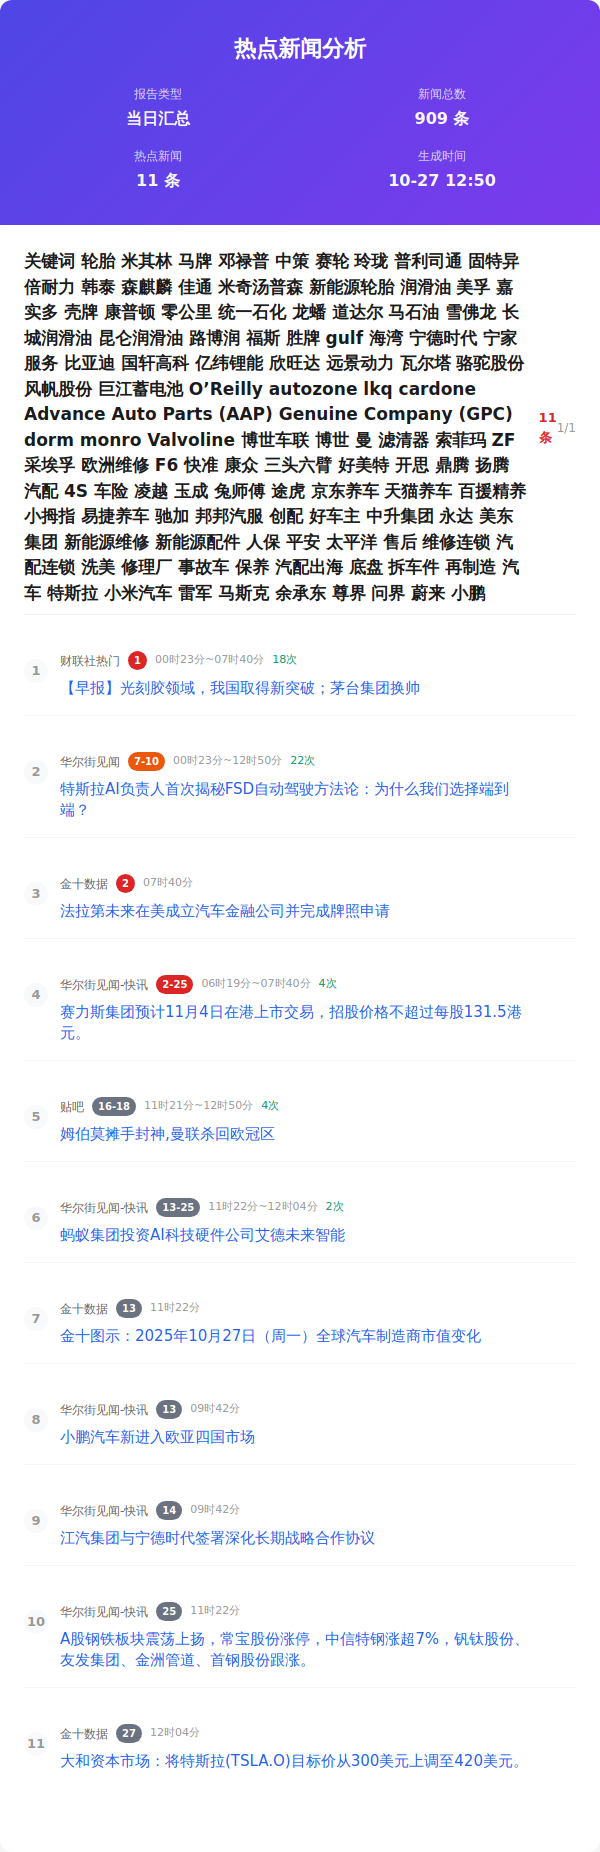 热点新闻分析
报告类型
当日汇总
新闻总数
909 条
热点新闻
11 条
生成时间
10-27 12:50
关键词 轮胎 米其林 马牌 邓禄普 中策 赛轮 玲珑 普利司通 固特异
倍耐力 韩泰 森麒麟 佳通 米奇汤普森 新能源轮胎 润滑油 美孚 嘉
实多 壳牌 康普顿 零公里 统一石化 龙蟠 道达尔 马石油 雪佛龙 长
城润滑油 昆仑润滑油 路博润 福斯 胜牌 gulf 海湾 宁德时代 宁家
服务 比亚迪 国轩高科 亿纬锂能 欣旺达 远景动力 瓦尔塔 骆驼股份
风帆股份 巨江蓄电池 O’Reilly autozone lkq cardone
Advance Auto Parts (AAP) Genuine Company (GPC)
dorm monro Valvoline 博世车联 博世 曼 滤清器 索菲玛 ZF
采埃孚 欧洲维修 F6 快准 康众 三头六臂 好美特 开思 鼎腾 扬腾
汽配 4S 车险 凌越 玉成 兔师傅 途虎 京东养车 天猫养车 百援精养
小拇指 易捷养车 驰加 邦邦汽服 创配 好车主 中升集团 永达 美东
集团 新能源维修 新能源配件 人保 平安 太平洋 售后 维修连锁 汽
配连锁 洗美 修理厂 事故车 保养 汽配出海 底盘 拆车件 再制造 汽
车 特斯拉 小米汽车 雷军 马斯克 余承东 尊界 问界 蔚来 小鹏
11
条
1/1
1
财联社热门 1 00时23分~07时40分 18次
【早报】光刻胶领域，我国取得新突破；茅台集团换帅
2
华尔街见闻 7-10 00时23分~12时50分 22次
特斯拉AI负责人首次揭秘FSD自动驾驶方法论：为什么我们选择端到
端？
3
金十数据 2 07时40分
法拉第未来在美成立汽车金融公司并完成牌照申请
4
华尔街见闻-快讯 2-25 06时19分~07时40分 4次
赛力斯集团预计11月4日在港上市交易，招股价格不超过每股131.5港
元。
5
贴吧 16-18 11时21分~12时50分 4次
姆伯莫摊手封神,曼联杀回欧冠区
6
华尔街见闻-快讯 13-25 11时22分~12时04分 2次
蚂蚁集团投资AI科技硬件公司艾德未来智能
7
金十数据 13 11时22分
金十图示：2025年10月27日（周一）全球汽车制造商市值变化
8
华尔街见闻-快讯 13 09时42分
小鹏汽车新进入欧亚四国市场
9
华尔街见闻-快讯 14 09时42分
江汽集团与宁德时代签署深化长期战略合作协议
10
华尔街见闻-快讯 25 11时22分
A股钢铁板块震荡上扬，常宝股份涨停，中信特钢涨超7%，钒钛股份、
友发集团、金洲管道、首钢股份跟涨。
11
金十数据 27 12时04分
大和资本市场：将特斯拉(TSLA.O)目标价从300美元上调至420美元。